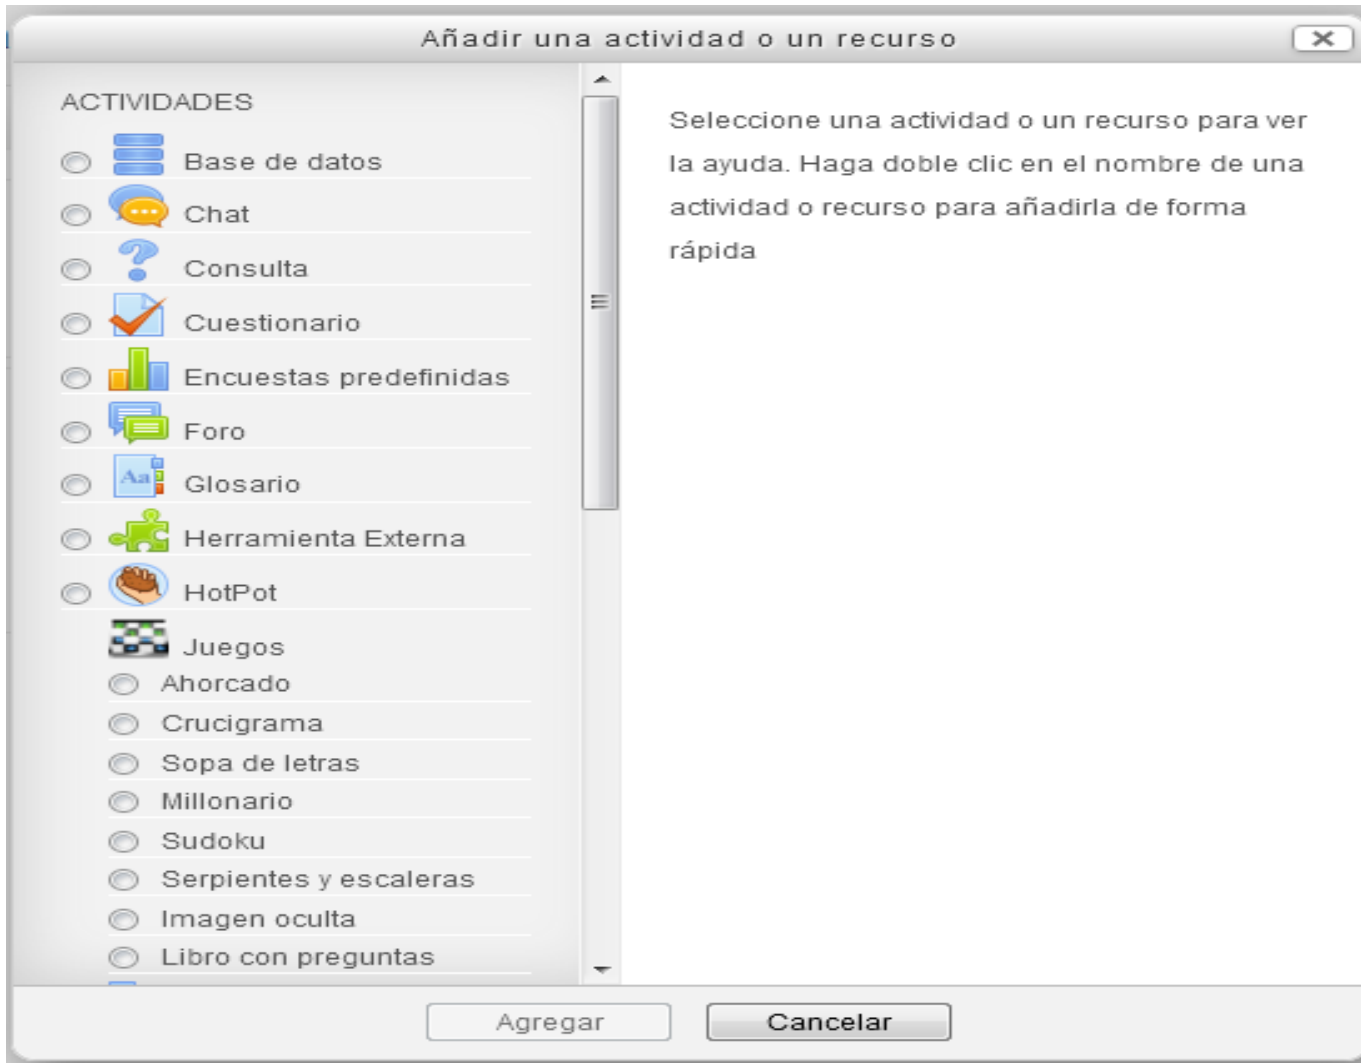 Añadir una actividad o un recurso
ACTIVIDADES
Base de datos
Chat
Consulta
Cuestionario
Encuestas predefinidas
Foro
Aa
Glosario
Herramienta Externa
HotPot
Juegos
Ahorcado
Crucigrama
Sopa de letras
Millonario
Sudoku
Serpientes y escaleras
Imagen oculta
Libro con preguntas
Seleccione una actividad o un recurso para ver
la ayuda. Haga doble clic en el nombre de una
actividad o recurso para añadirla de forma
rápida
Agregar
Cancelar